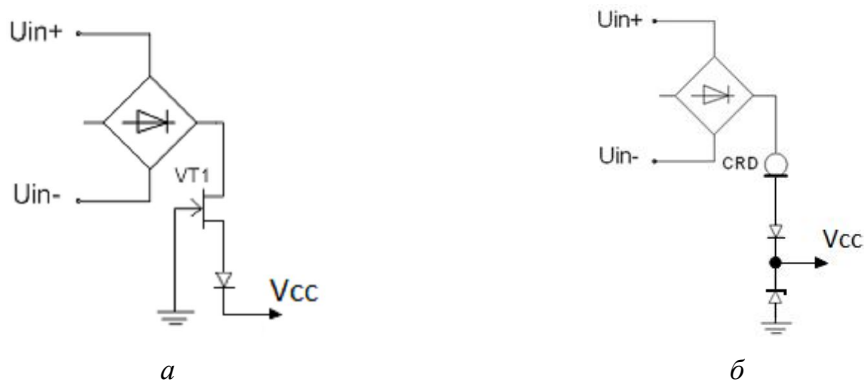 Uin+
Uin-
VT1
Vcc
а
Uin+
Uin-
CRD
Vcc
б